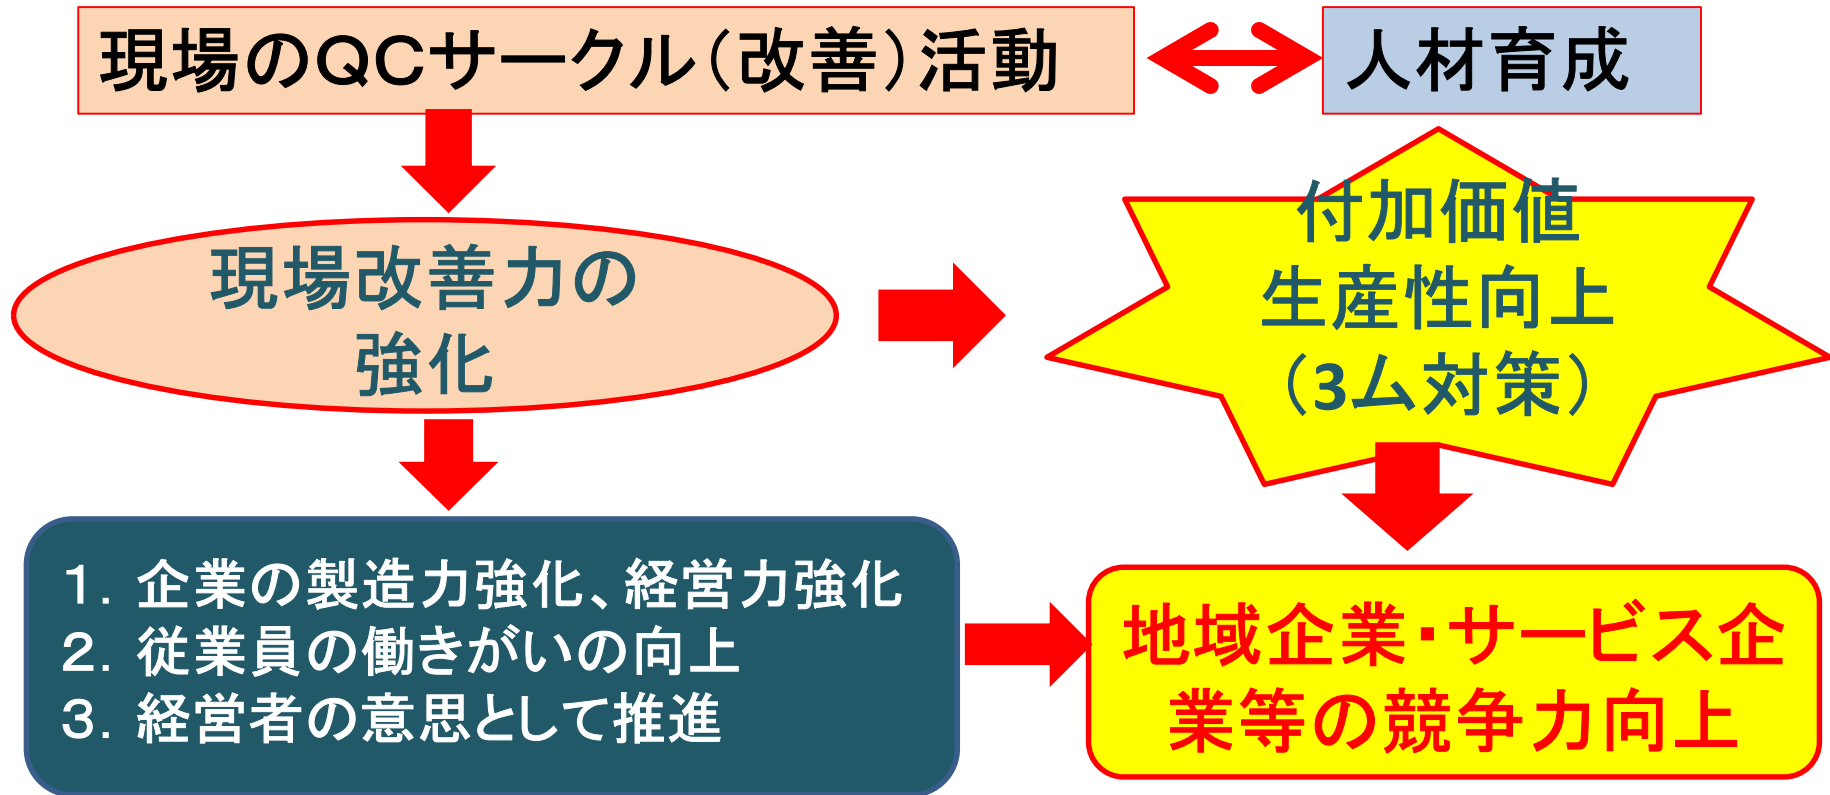 現場のQCサークル（改善）活動
人材育成
現場改善力の
強化
付加価値
生産性向上
（3ム対策）
1. 企業の製造力強化、経営力強化
2. 従業員の働きがいの向上
3. 経営者の意思として推進
地域企業・サービス企
業等の競争力向上